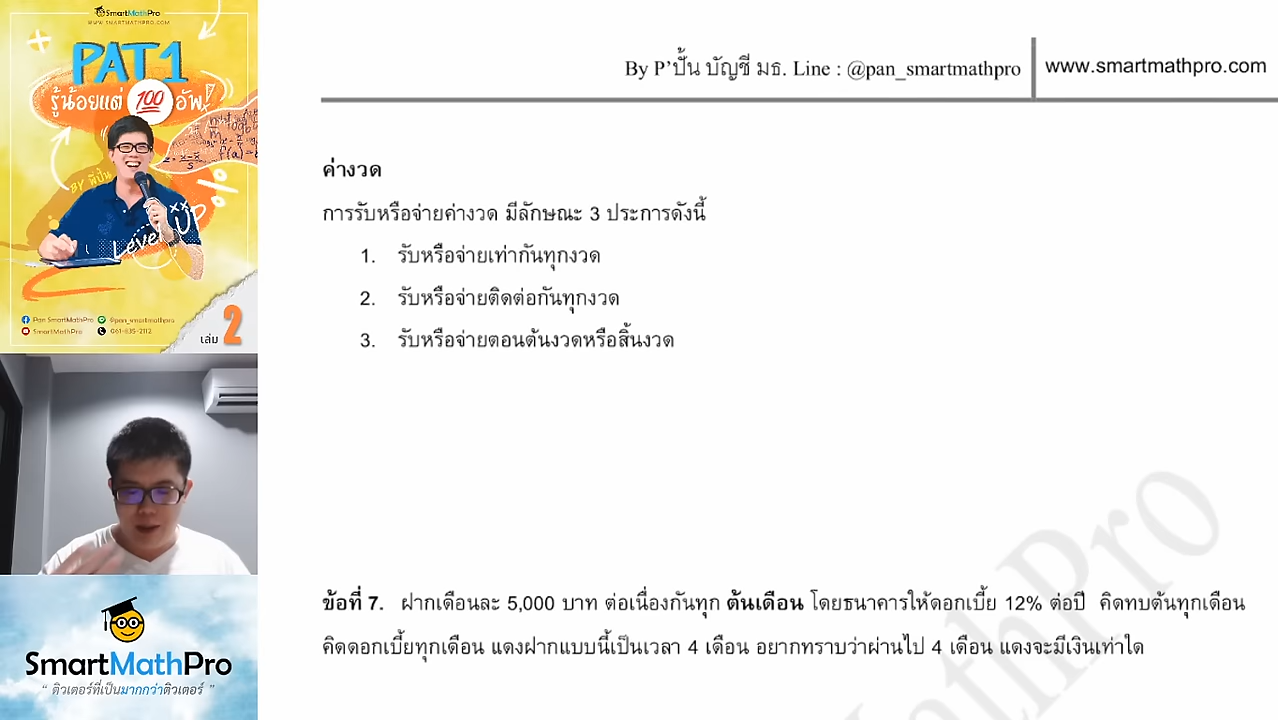 SmartMathPro
WWW.SMARTMATHPRO.COM
PAT1
รู้น้อยแต่ 100 อัพ!
BY พี่ปั้น
Level UP
Pan SmartMathPro @pan_smartmathpro
SmartMathPro 061-835-2112
เล่ม 2
SmartMathPro
“ ติวเตอร์ที่เป็นมากกว่าติวเตอร์ ”
By P’ปั้น บัญชี มธ. Line : @pan_smartmathpro
www.smartmathpro.com
ค่างวด
การรับหรือจ่ายค่างวด มีลักษณะ 3 ประการดังนี้
1. รับหรือจ่ายเท่ากันทุกงวด
2. รับหรือจ่ายติดต่อกันทุกงวด
3. รับหรือจ่ายตอนต้นงวดหรือสิ้นงวด
ข้อที่ 7. ฝากเดือนละ 5,000 บาท ต่อเนื่องกันทุก ต้นเดือน โดยธนาคารให้ดอกเบี้ย 12% ต่อปี คิดทบต้นทุกเดือน
คิดดอกเบี้ยทุกเดือน แดงฝากแบบนี้เป็นเวลา 4 เดือน อยากทราบว่าผ่านไป 4 เดือน แดงจะมีเงินเท่าใด
MathPro